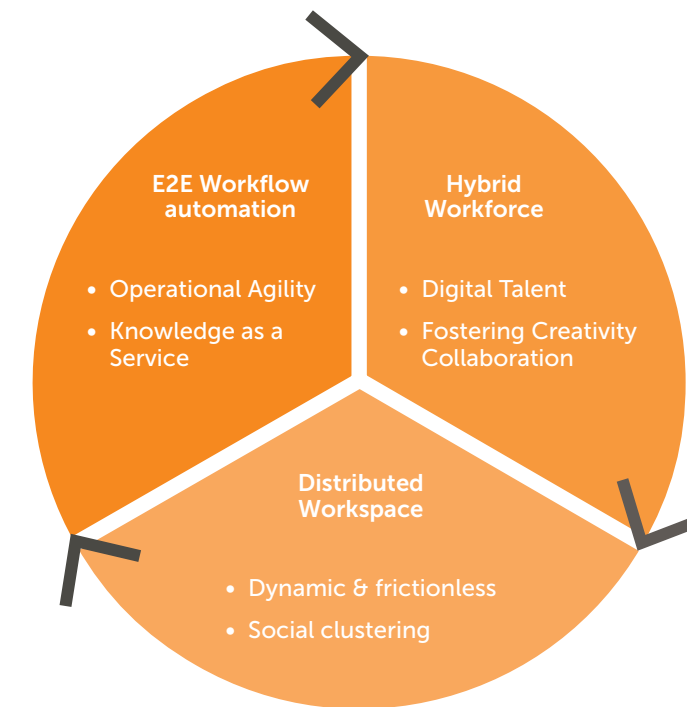 E2E Workflow
automation
• Operational Agility
• Knowledge as a
Service
Hybrid
Workforce
• Digital Talent
• Fostering Creativity
Collaboration
Distributed
Workspace
• Dynamic & frictionless
• Social clustering